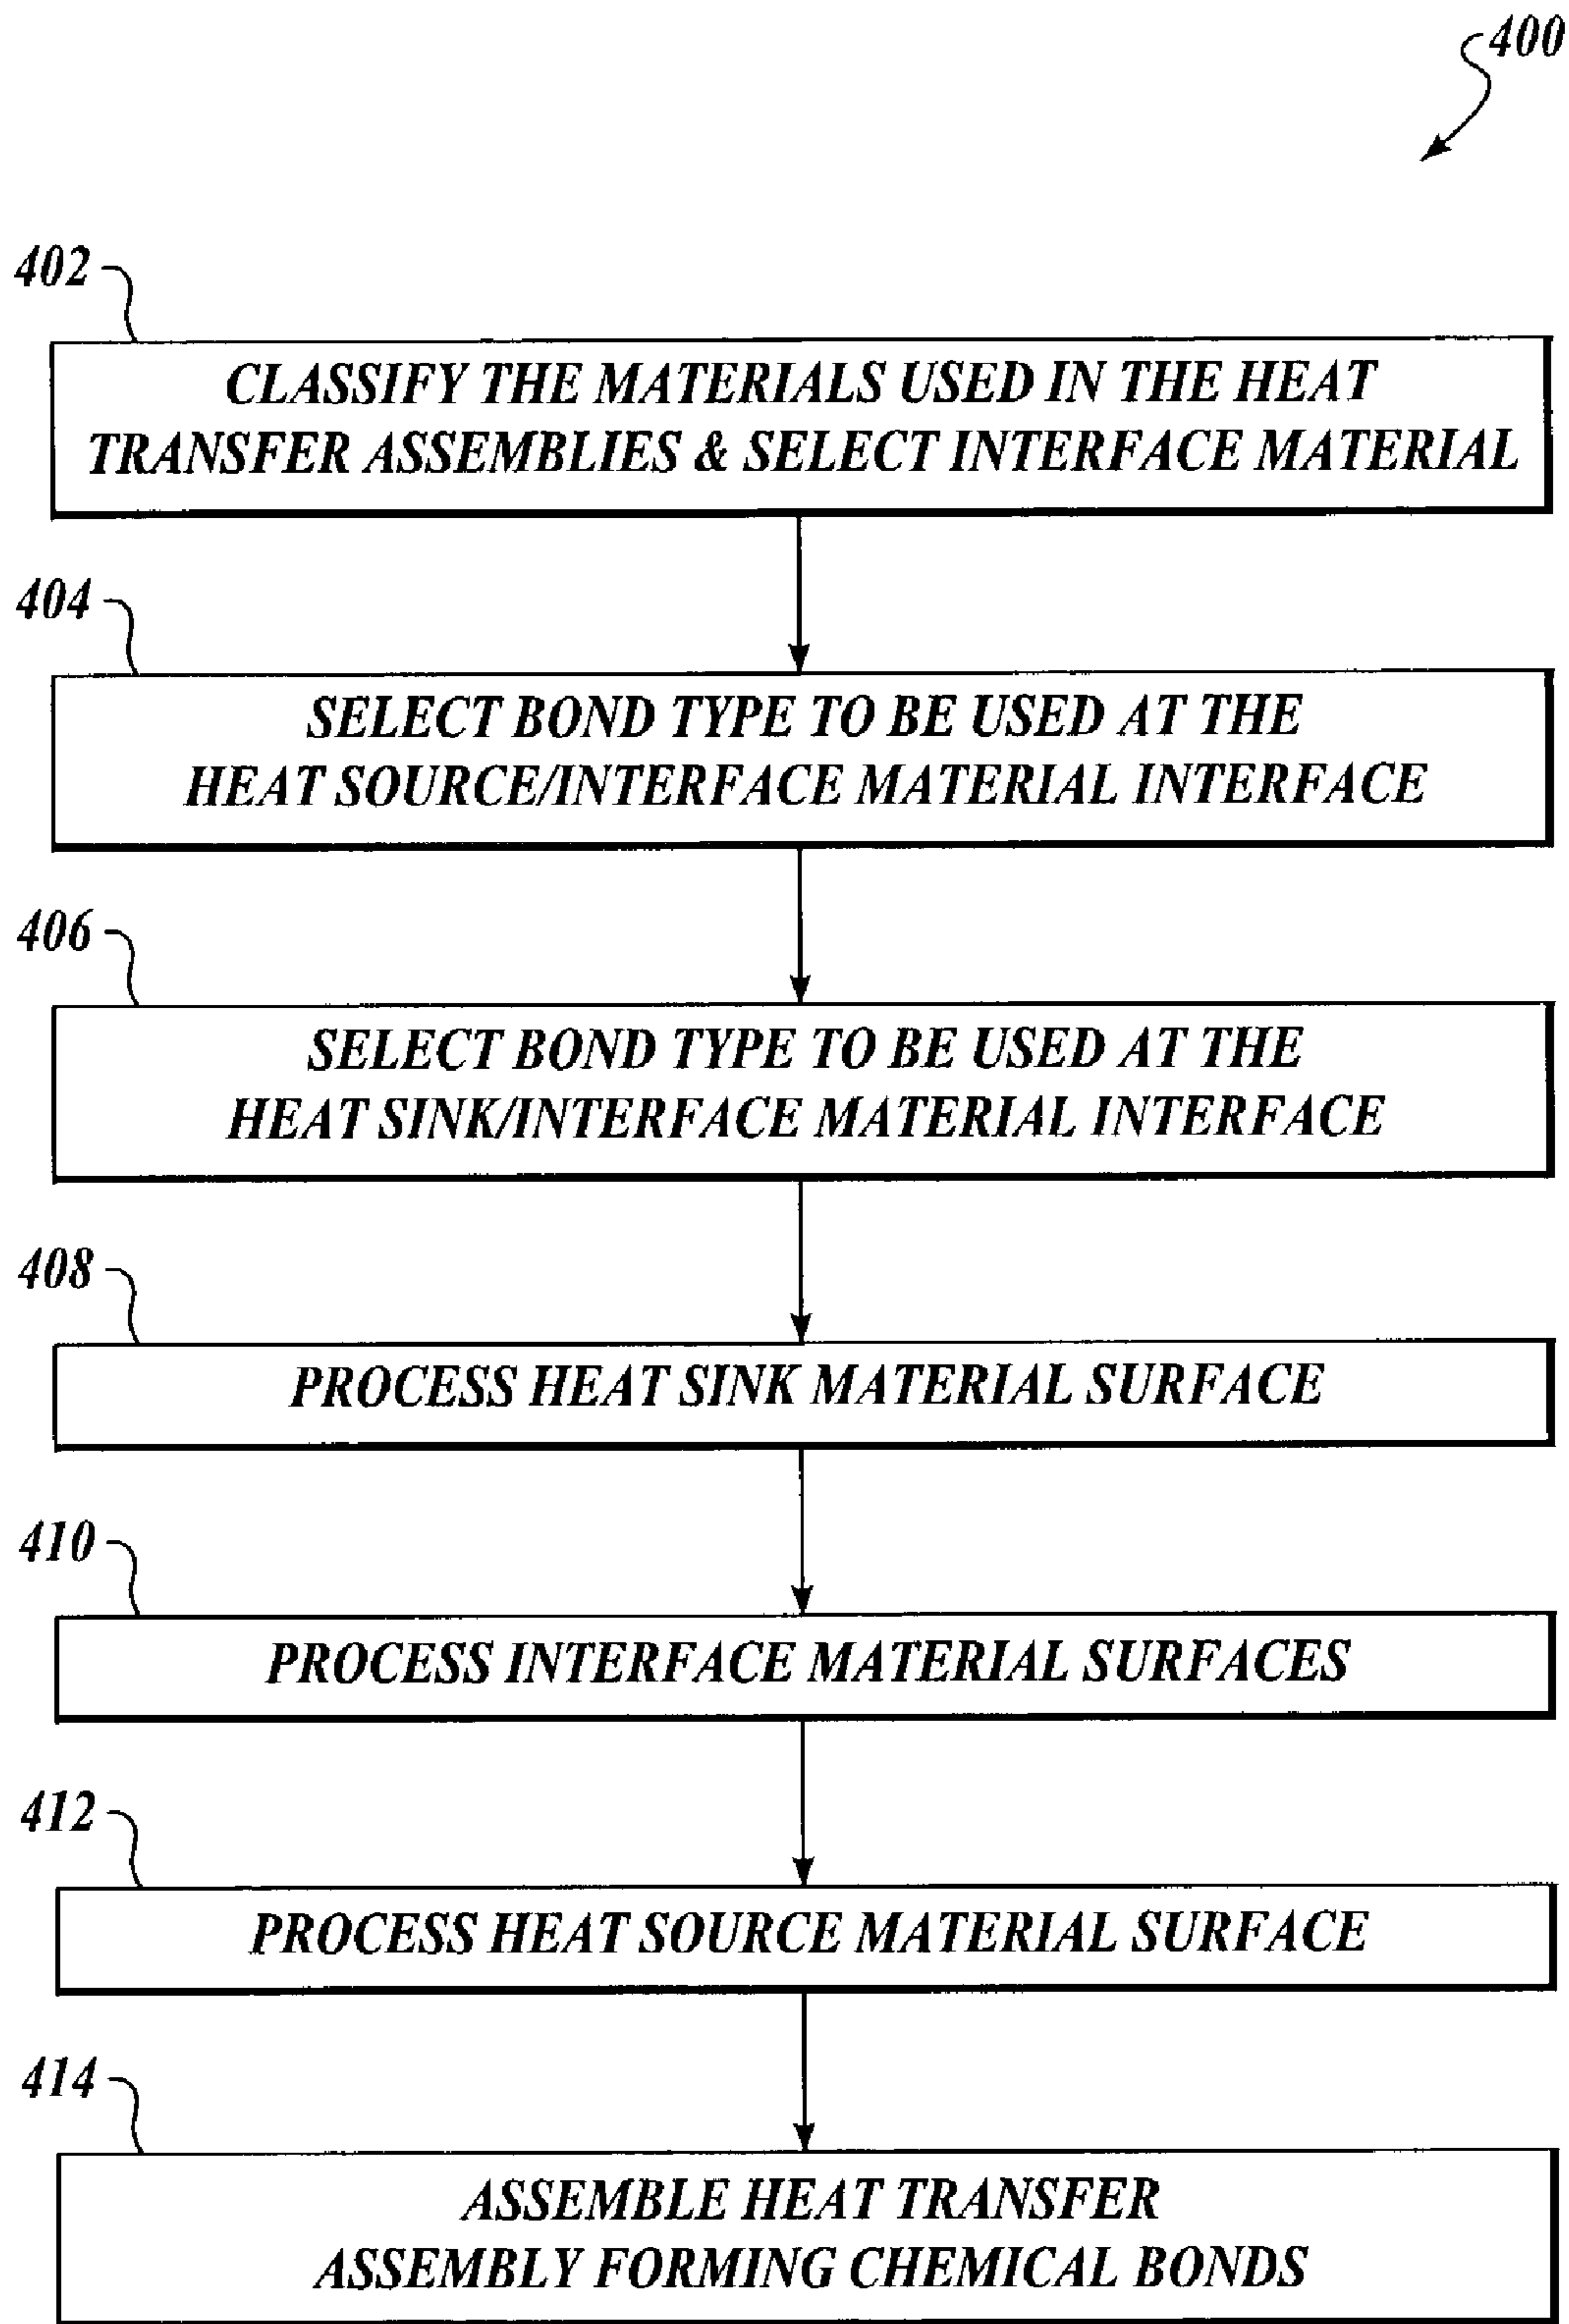 400
402
CLASSIFY THE MATERIALS USED IN THE HEAT
TRANSFER ASSEMBLIES & SELECT INTERFACE MATERIAL
404
SELECT BOND TYPE TO BE USED AT THE
HEAT SOURCE/INTERFACE MATERIAL INTERFACE
406
SELECT BOND TYPE TO BE USED AT THE
HEAT SINK/INTERFACE MATERIAL INTERFACE
408
PROCESS HEAT SINK MATERIAL SURFACE
410
PROCESS INTERFACE MATERIAL SURFACES
412
PROCESS HEAT SOURCE MATERIAL SURFACE
414
ASSEMBLE HEAT TRANSFER
ASSEMBLY FORMING CHEMICAL BONDS